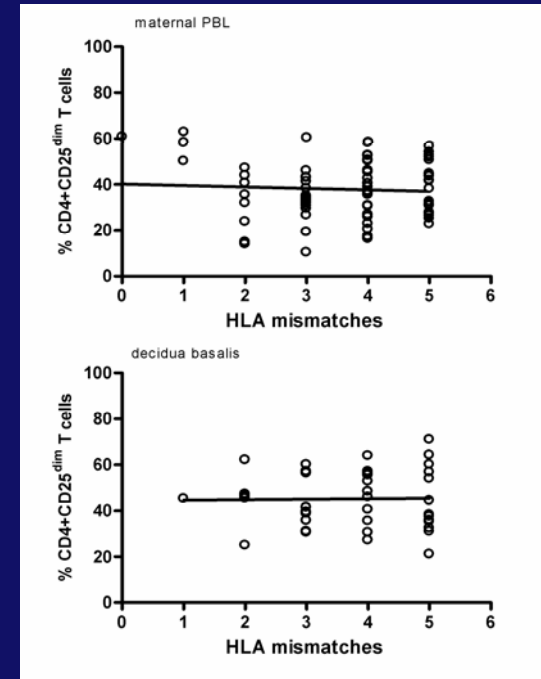 maternal PBL
100
80
60
40
20
0
% CD4+CD25dim T cells
0 1 2 3 4 5 6
HLA mismatches
decidua basalis
100
80
60
40
20
0
% CD4+CD25dim T cells
0 1 2 3 4 5 6
HLA mismatches